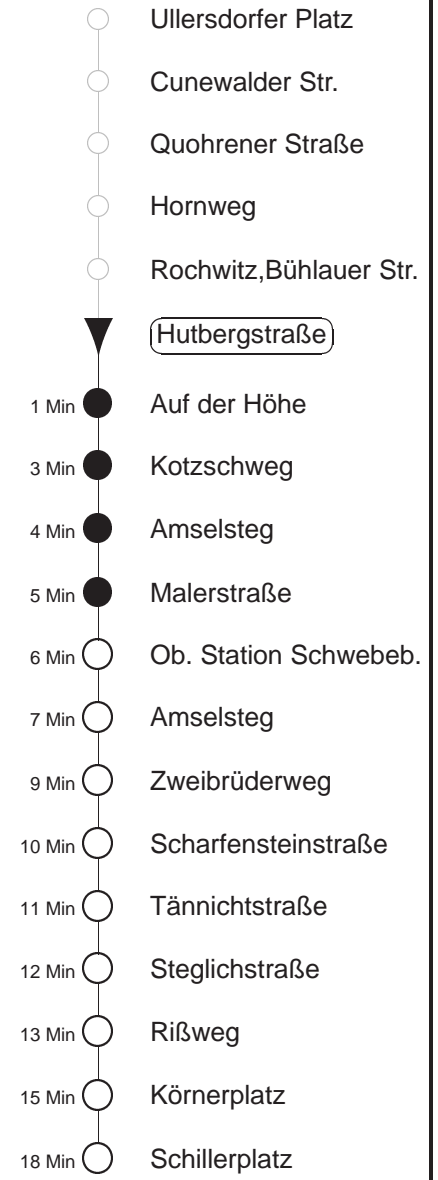 Ullersdorfer Platz
Cunewalder Str.
Quohrener Straße
Hornweg
Rochwitz,Bühlauer Str.
Hutbergstraße
1 Min Auf der Höhe
3 Min Kotzschweg
4 Min Amselsteg
5 Min Malerstraße
6 Min Ob. Station Schwebeb.
7 Min Amselsteg
9 Min Zweibrüderweg
10 Min Scharfensteinstraße
11 Min Tännichtstraße
12 Min Steglichstraße
13 Min Rißweg
15 Min Körnerplatz
18 Min Schillerplatz